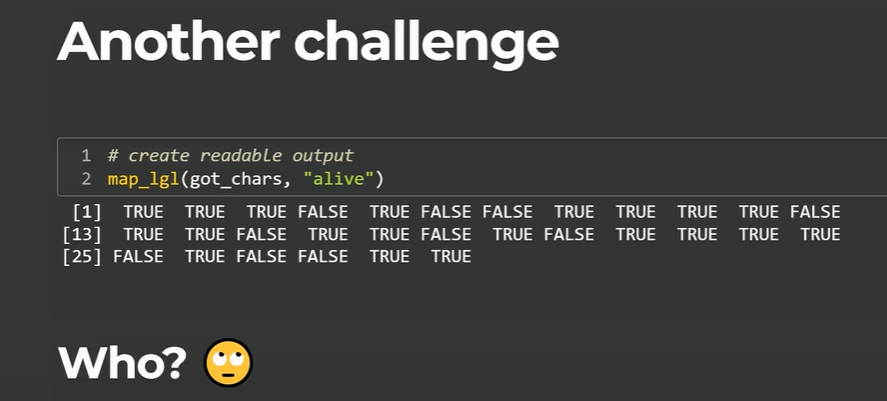 Another challenge
1 # create readable output
2 map_lgl(got_chars, "alive")
[1] TRUE TRUE TRUE FALSE TRUE FALSE FALSE TRUE TRUE TRUE TRUE FALSE
[13] TRUE TRUE FALSE TRUE TRUE FALSE TRUE FALSE TRUE TRUE TRUE TRUE
[25] FALSE TRUE FALSE FALSE TRUE TRUE
Who? 🙄